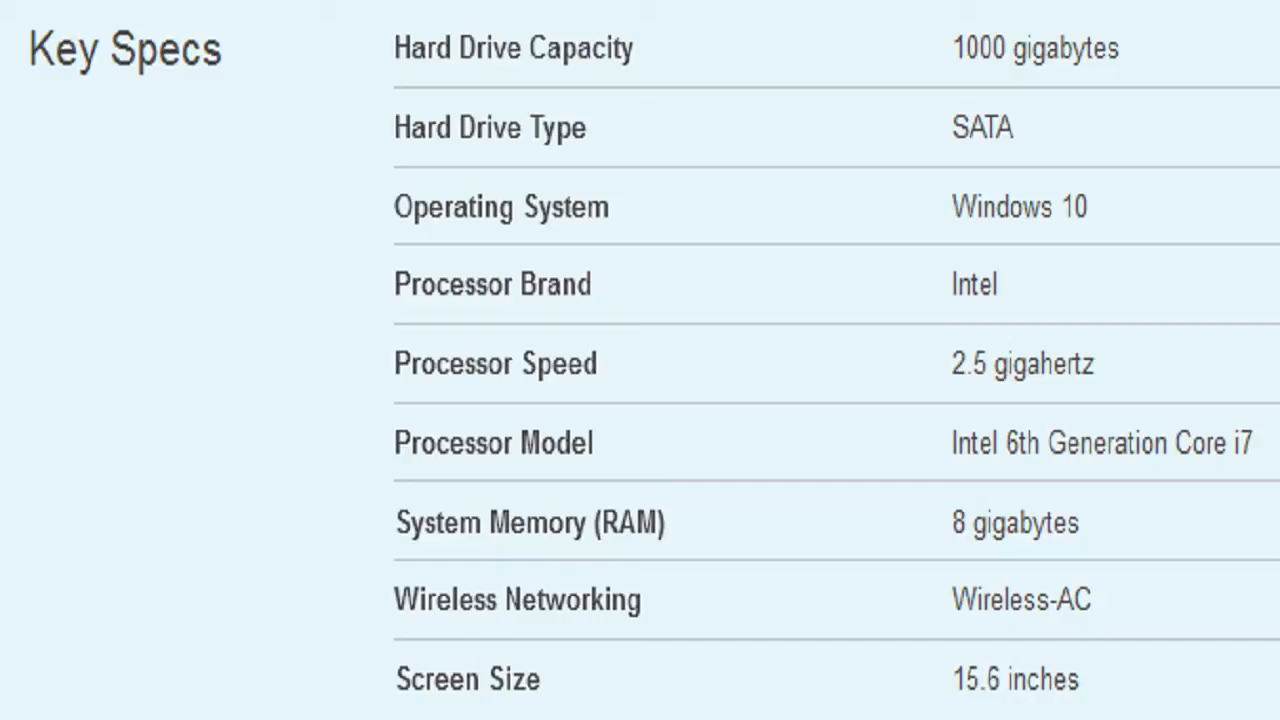 Key Specs
Hard Drive Capacity 1000 gigabytes
Hard Drive Type SATA
Operating System Windows 10
Processor Brand Intel
Processor Speed 2.5 gigahertz
Processor Model Intel 6th Generation Core i7
System Memory (RAM) 8 gigabytes
Wireless Networking Wireless-AC
Screen Size 15.6 inches